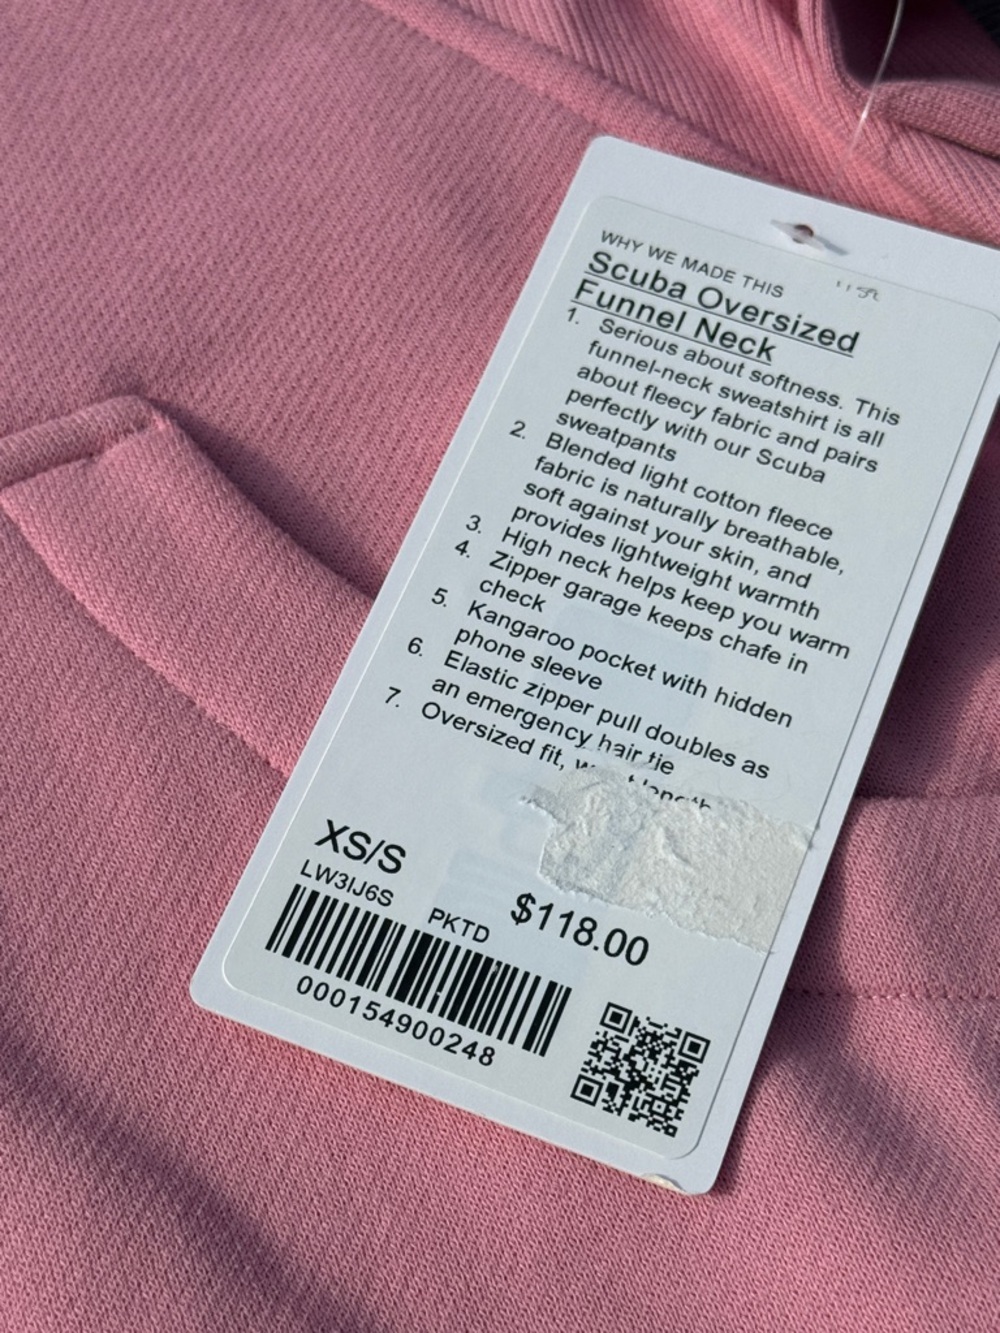 WHY WE MADE THIS
Scuba Oversized
Funnel Neck
1. Serious about softness. This
funnel-neck sweatshirt is all
about fleecy fabric and pairs
perfectly with our Scuba
sweatpants
2. Blended light cotton fleece
fabric is naturally breathable,
soft against your skin, and
provides lightweight warmth
3. High neck helps keep you warm
4. Zipper garage keeps chafe in
check
5. Kangaroo pocket with hidden
phone sleeve
6. Elastic zipper pull doubles as
an emergency hair tie
7. Oversized fit,
XS/S
LW3IJ6S
PKTD
$118.00
000154900248